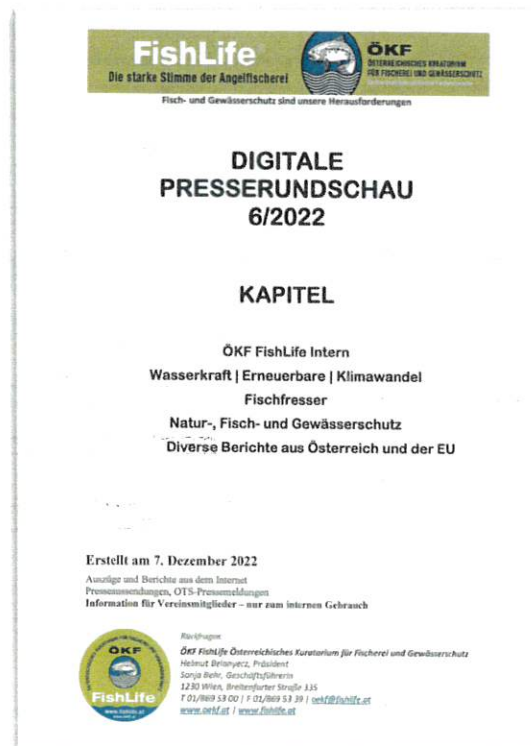 FishLife
Die starke Stimme der Angelfischerei
ÖKF
ÖSTERREICHISCHES KURATORIUM
FÜR FISCHEREI UND GEWÄSSERSCHUTZ
Fisch- und Gewässerschutz sind unsere Herausforderungen
DIGITALE
PRESSERUNDSCHAU
6/2022
KAPITEL
ÖKF FishLife Intern
Wasserkraft | Erneuerbare | Klimawandel
Fischfresser
Natur-, Fisch- und Gewässerschutz
Diverse Berichte aus Österreich und der EU
Erstellt am 7. Dezember 2022
Auszüge und Berichte aus dem Internet
Presseaussendungen, OTS-Pressemeldungen
Information für Vereinsmitglieder – nur zum internen Gebrauch
Rückfragen
ÖKF FishLife Österreichisches Kuratorium für Fischerei und Gewässerschutz
Helmut Belanyecz, Präsident
Sonja Behr, Geschäftsführerin
1230 Wien, Breitenfurter Straße 335
T 01/869 53 00 | F 01/869 53 39 | oekf@fishlife.at
www.oekf.at | www.fishlife.at
ÖKF
FishLife
www.fishlife.at